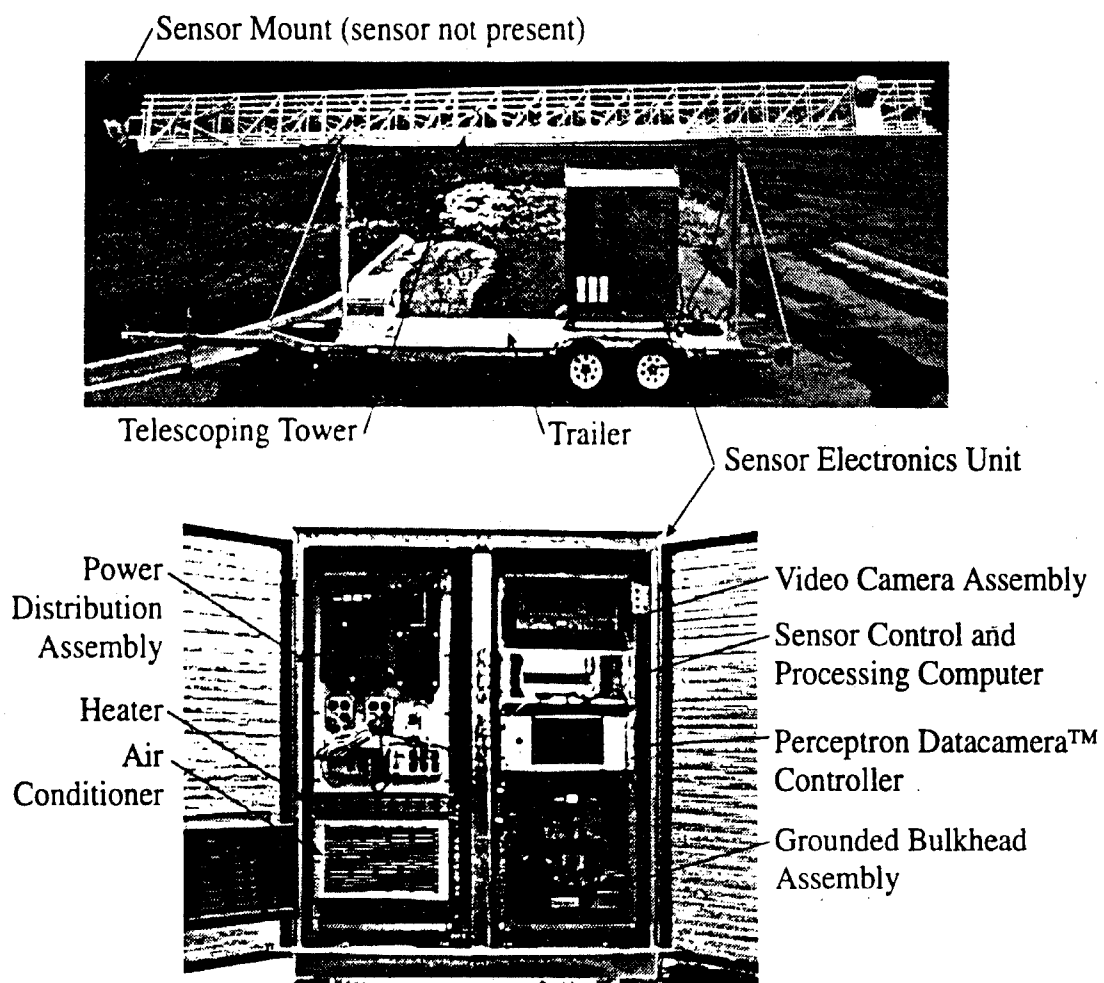 Sensor Mount (sensor not present)
Telescoping Tower
Trailer
Sensor Electronics Unit
Power
Distribution
Assembly
Heater
Air
Conditioner
Video Camera Assembly
Sensor Control and
Processing Computer
Perceptron Datacamera™
Controller
Grounded Bulkhead
Assembly